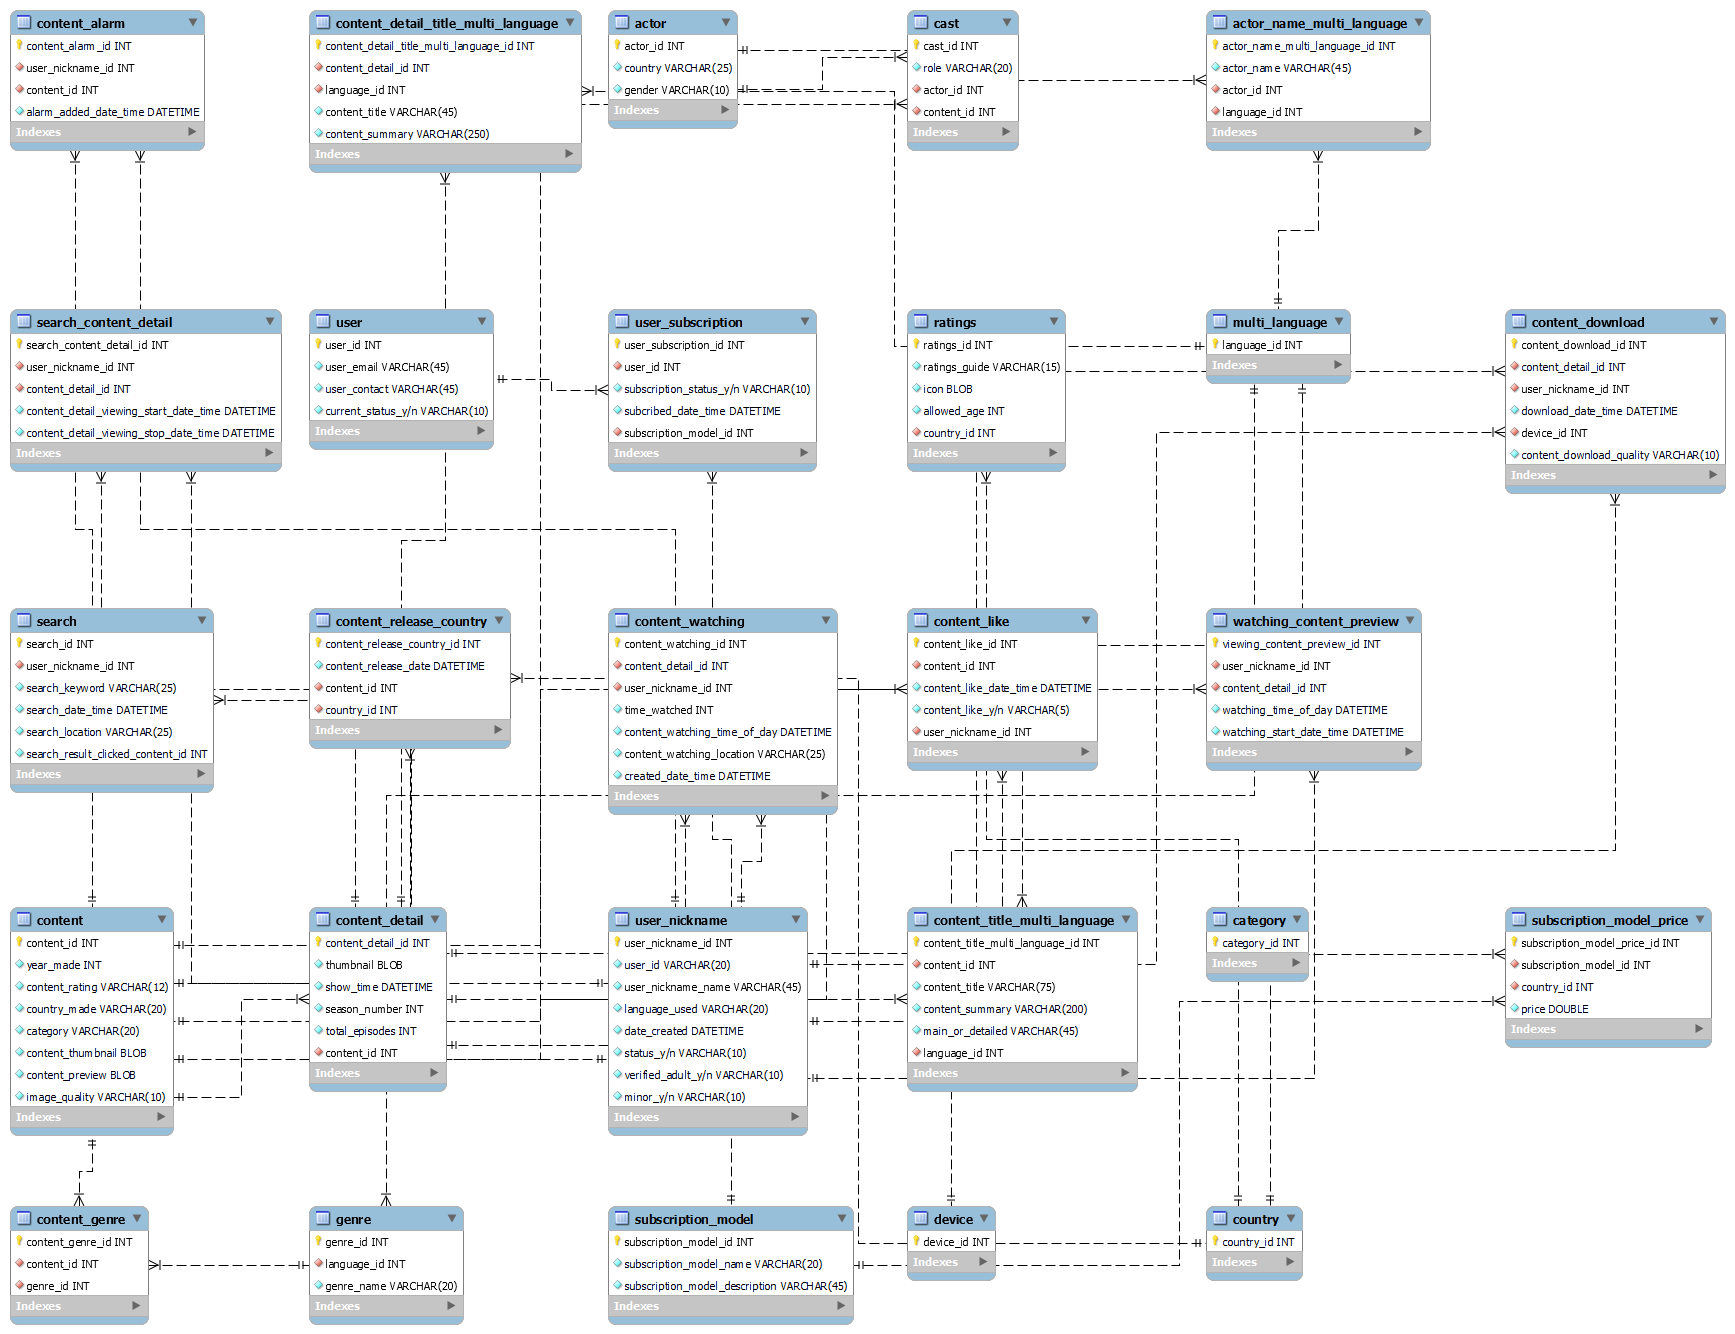 content_alarm
content_alarm_id INT
user_nickname_id INT
content_id INT
alarm_added_date_time DATETIME
Indexes
content_detail_title_multi_language
content_detail_title_multi_language_id INT
content_detail_id INT
language_id INT
content_title VARCHAR(45)
content_summary VARCHAR(250)
Indexes
actor
actor_id INT
country VARCHAR(25)
gender VARCHAR(10)
Indexes
cast
cast_id INT
role VARCHAR(20)
actor_id INT
content_id INT
Indexes
actor_name_multi_language
actor_name_multi_language_id INT
actor_name VARCHAR(45)
actor_id INT
language_id INT
Indexes
search_content_detail
search_content_detail_id INT
user_nickname_id INT
content_detail_id INT
content_detail_viewing_start_date_time DATETIME
content_detail_viewing_stop_date_time DATETIME
Indexes
user
user_id INT
user_email VARCHAR(45)
user_contact VARCHAR(45)
current_status_y/n VARCHAR(10)
Indexes
user_subscription
user_subscription_id INT
user_id INT
subscription_status_y/n VARCHAR(10)
subcribed_date_time DATETIME
subscription_model_id INT
Indexes
ratings
ratings_id INT
ratings_guide VARCHAR(15)
icon BLOB
allowed_age INT
country_id INT
Indexes
multi_language
language_id INT
Indexes
content_download
content_download_id INT
content_detail_id INT
user_nickname_id INT
download_date_time DATETIME
device_id INT
content_download_quality VARCHAR(10)
Indexes
search
search_id INT
user_nickname_id INT
search_keyword VARCHAR(25)
search_date_time DATETIME
search_location VARCHAR(25)
search_result_clicked_content_id INT
Indexes
content_release_country
content_release_country_id INT
content_release_date DATETIME
content_id INT
country_id INT
Indexes
content_watching
content_watching_id INT
content_detail_id INT
user_nickname_id INT
time_watched INT
content_watching_time_of_day DATETIME
content_watching_location VARCHAR(25)
created_date_time DATETIME
Indexes
content_like
content_like_id INT
content_id INT
content_like_date_time DATETIME
content_like_y/n VARCHAR(5)
user_nickname_id INT
Indexes
watching_content_preview
viewing_content_preview_id INT
user_nickname_id INT
content_detail_id INT
watching_time_of_day DATETIME
watching_start_date_time DATETIME
Indexes
content
content_id INT
year_made INT
content_rating VARCHAR(12)
country_made VARCHAR(20)
category VARCHAR(20)
content_thumbnail BLOB
content_preview BLOB
image_quality VARCHAR(10)
Indexes
content_detail
content_detail_id INT
thumbnail BLOB
show_time DATETIME
season_number INT
total_episodes INT
content_id INT
Indexes
user_nickname
user_nickname_id INT
user_id VARCHAR(20)
user_nickname_name VARCHAR(45)
language_used VARCHAR(20)
date_created DATETIME
status_y/n VARCHAR(10)
verified_adult_y/n VARCHAR(10)
minor_y/n VARCHAR(10)
Indexes
content_title_multi_language
content_title_multi_language_id INT
content_id INT
content_title VARCHAR(75)
content_summary VARCHAR(200)
main_or_detailed VARCHAR(45)
language_id INT
Indexes
category
category_id INT
Indexes
subscription_model_price
subscription_model_price_id INT
subscription_model_id INT
country_id INT
price DOUBLE
Indexes
content_genre
content_genre_id INT
content_id INT
genre_id INT
Indexes
genre
genre_id INT
language_id INT
genre_name VARCHAR(20)
Indexes
subscription_model
subscription_model_id INT
subscription_model_name VARCHAR(20)
subscription_model_description VARCHAR(45)
Indexes
device
device_id INT
Indexes
country
country_id INT
Indexes